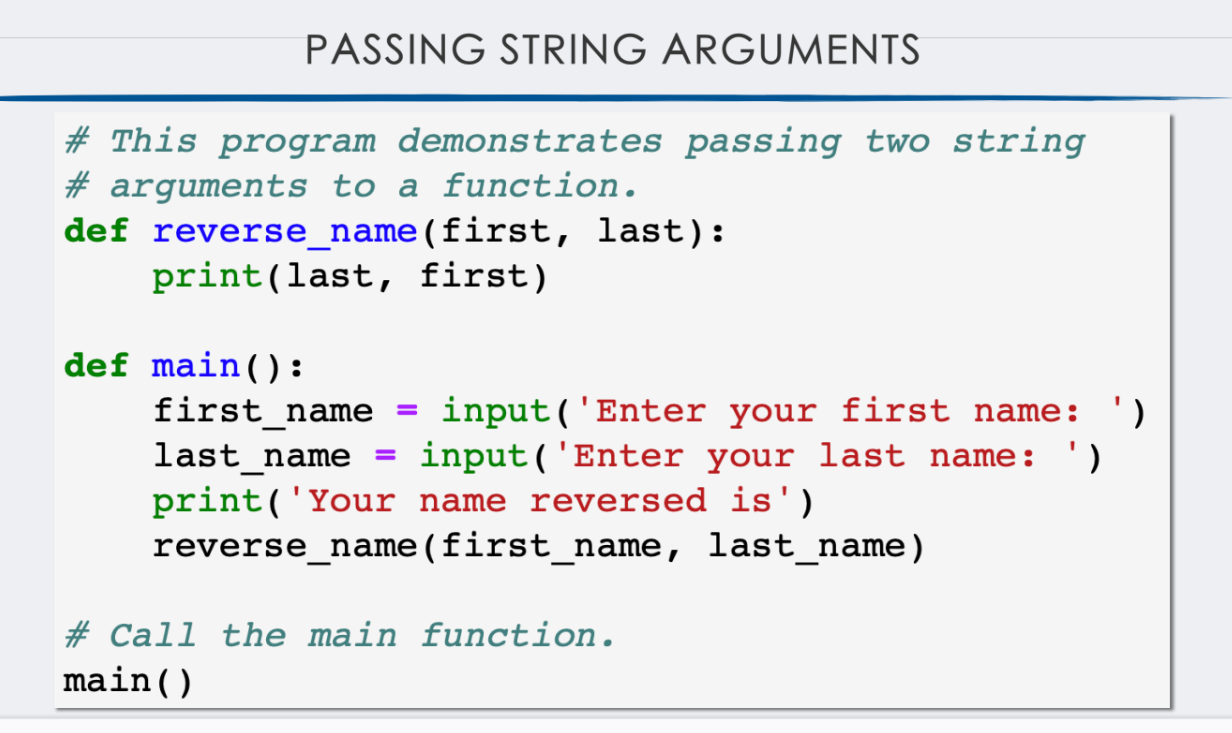 PASSING STRING ARGUMENTS
# This program demonstrates passing two string
# arguments to a function.
def reverse_name(first, last):
    print(last, first)
def main():
    first_name = input('Enter your first name: ')
    last_name = input('Enter your last name: ')
    print('Your name reversed is')
    reverse_name(first_name, last_name)
# Call the main function.
main()